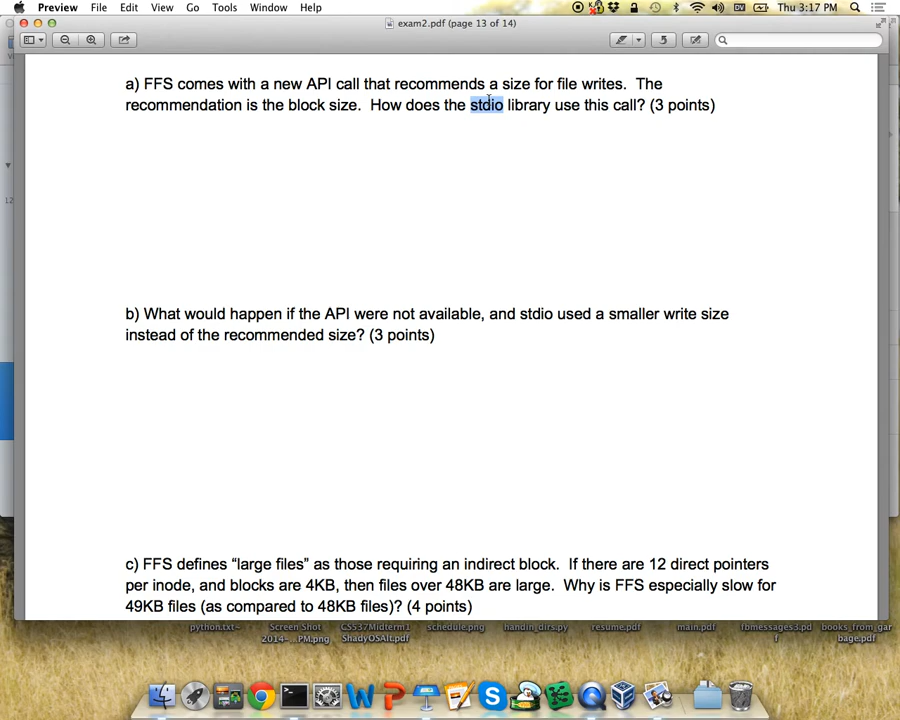 Preview File Edit View Go Tools Window Help Thu 3:17 PM
exam2.pdf (page 13 of 14)
a) FFS comes with a new API call that recommends a size for file writes. The
recommendation is the block size. How does the stdio library use this call? (3 points)
12
b) What would happen if the API were not available, and stdio used a smaller write size
instead of the recommended size? (3 points)
c) FFS defines “large files” as those requiring an indirect block. If there are 12 direct pointers
per inode, and blocks are 4KB, then files over 48KB are large. Why is FFS especially slow for
49KB files (as compared to 48KB files)? (4 points)
python.txt~ Screen Shot CS537Midterm1 schedule.png handin_dirs.py resume.pdf main.pdf fbmessages3.pd books_from_gar
2014-...PM.png ShadyOSAlt.pdf f bage.pdf